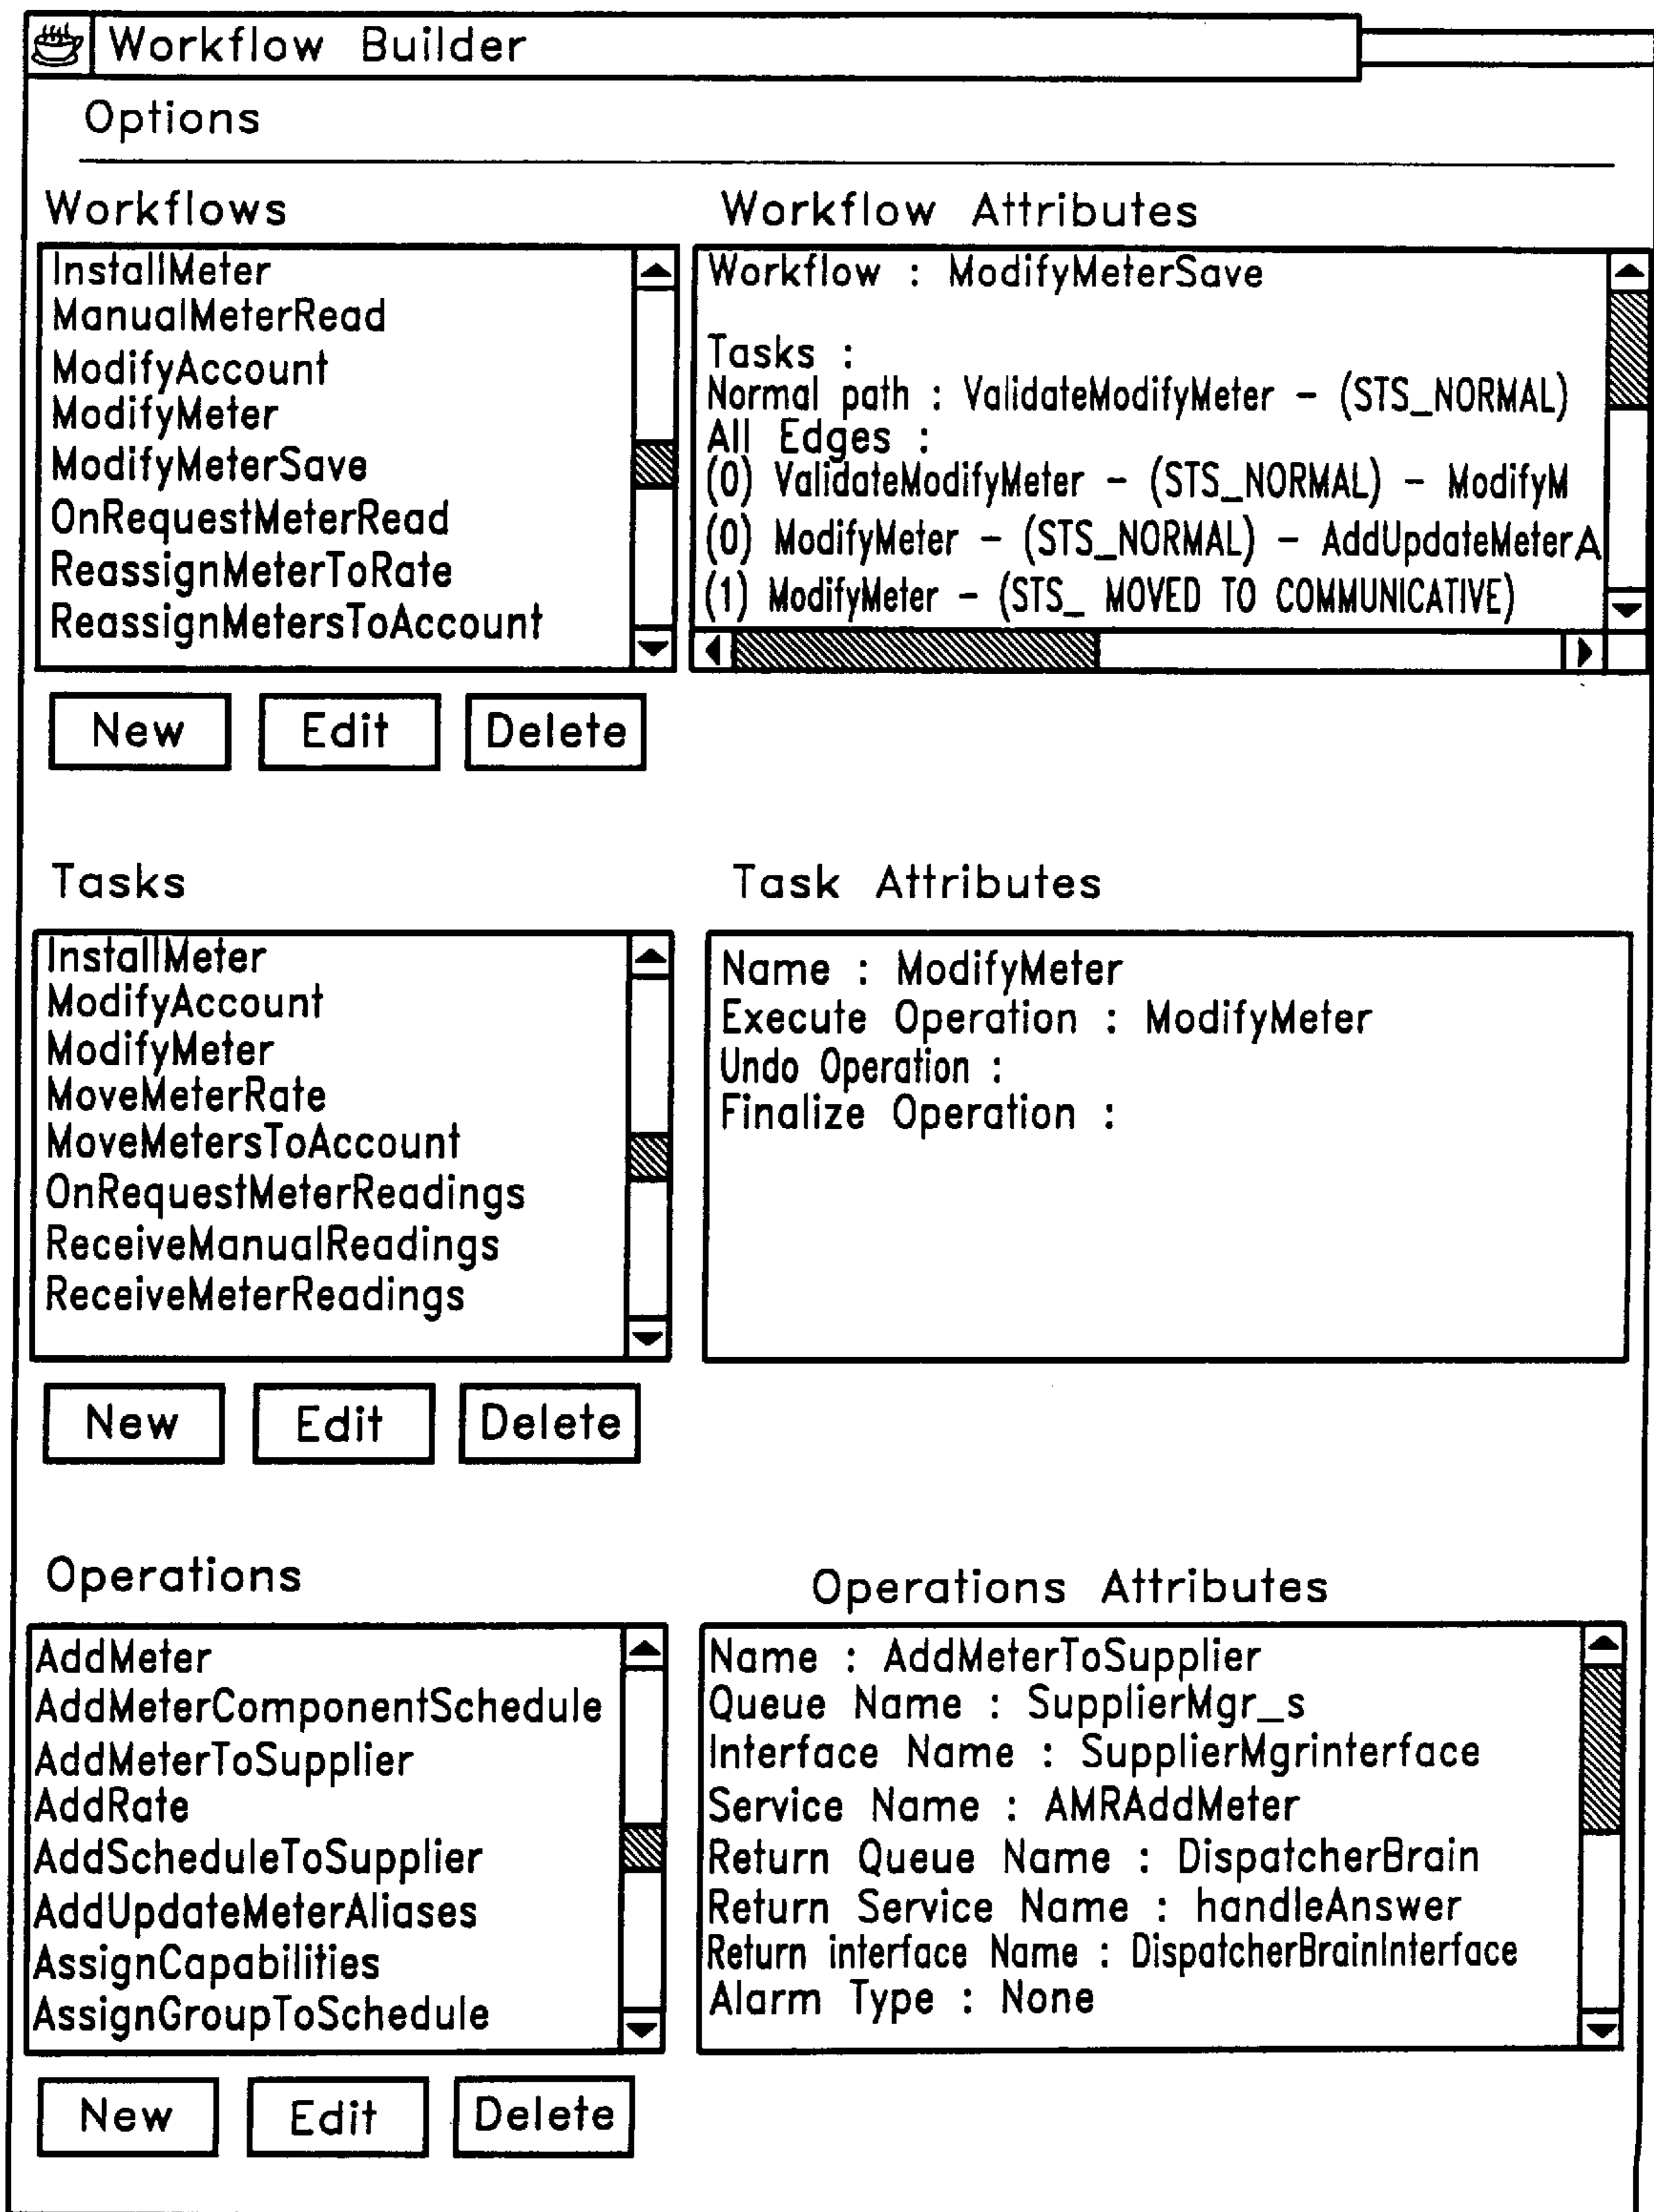 Workflow Builder
Options
Workflows
InstallMeter
ManualMeterRead
ModifyAccount
ModifyMeter
ModifyMeterSave
OnRequestMeterRead
ReassignMeterToRate
ReassignMetersToAccount
New Edit Delete
Workflow Attributes
Workflow : ModifyMeterSave
Tasks :
Normal path : ValidateModifyMeter - (STS_NORMAL)
All Edges :
(0) ValidateModifyMeter - (STS_NORMAL) - ModifyM
(0) ModifyMeter - (STS_NORMAL) - AddUpdateMeterA
(1) ModifyMeter - (STS_ MOVED TO COMMUNICATIVE)
Tasks
InstallMeter
ModifyAccount
ModifyMeter
MoveMeterRate
MoveMetersToAccount
OnRequestMeterReadings
ReceiveManualReadings
ReceiveMeterReadings
New Edit Delete
Task Attributes
Name : ModifyMeter
Execute Operation : ModifyMeter
Undo Operation :
Finalize Operation :
Operations
AddMeter
AddMeterComponentSchedule
AddMeterToSupplier
AddRate
AddScheduleToSupplier
AddUpdateMeterAliases
AssignCapabilities
AssignGroupToSchedule
New Edit Delete
Operations Attributes
Name : AddMeterToSupplier
Queue Name : SupplierMgr_s
Interface Name : SupplierMgrinterface
Service Name : AMRAddMeter
Return Queue Name : DispatcherBrain
Return Service Name : handleAnswer
Return interface Name : DispatcherBrainInterface
Alarm Type : None